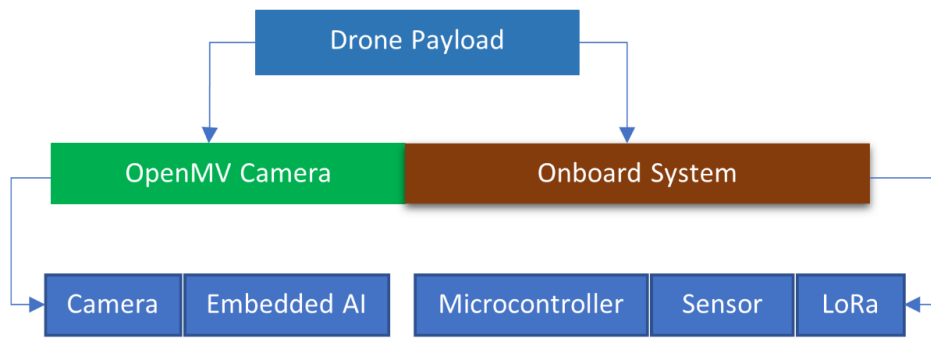 Drone Payload
OpenMV Camera
Onboard System
Camera
Embedded AI
Microcontroller
Sensor
LoRa